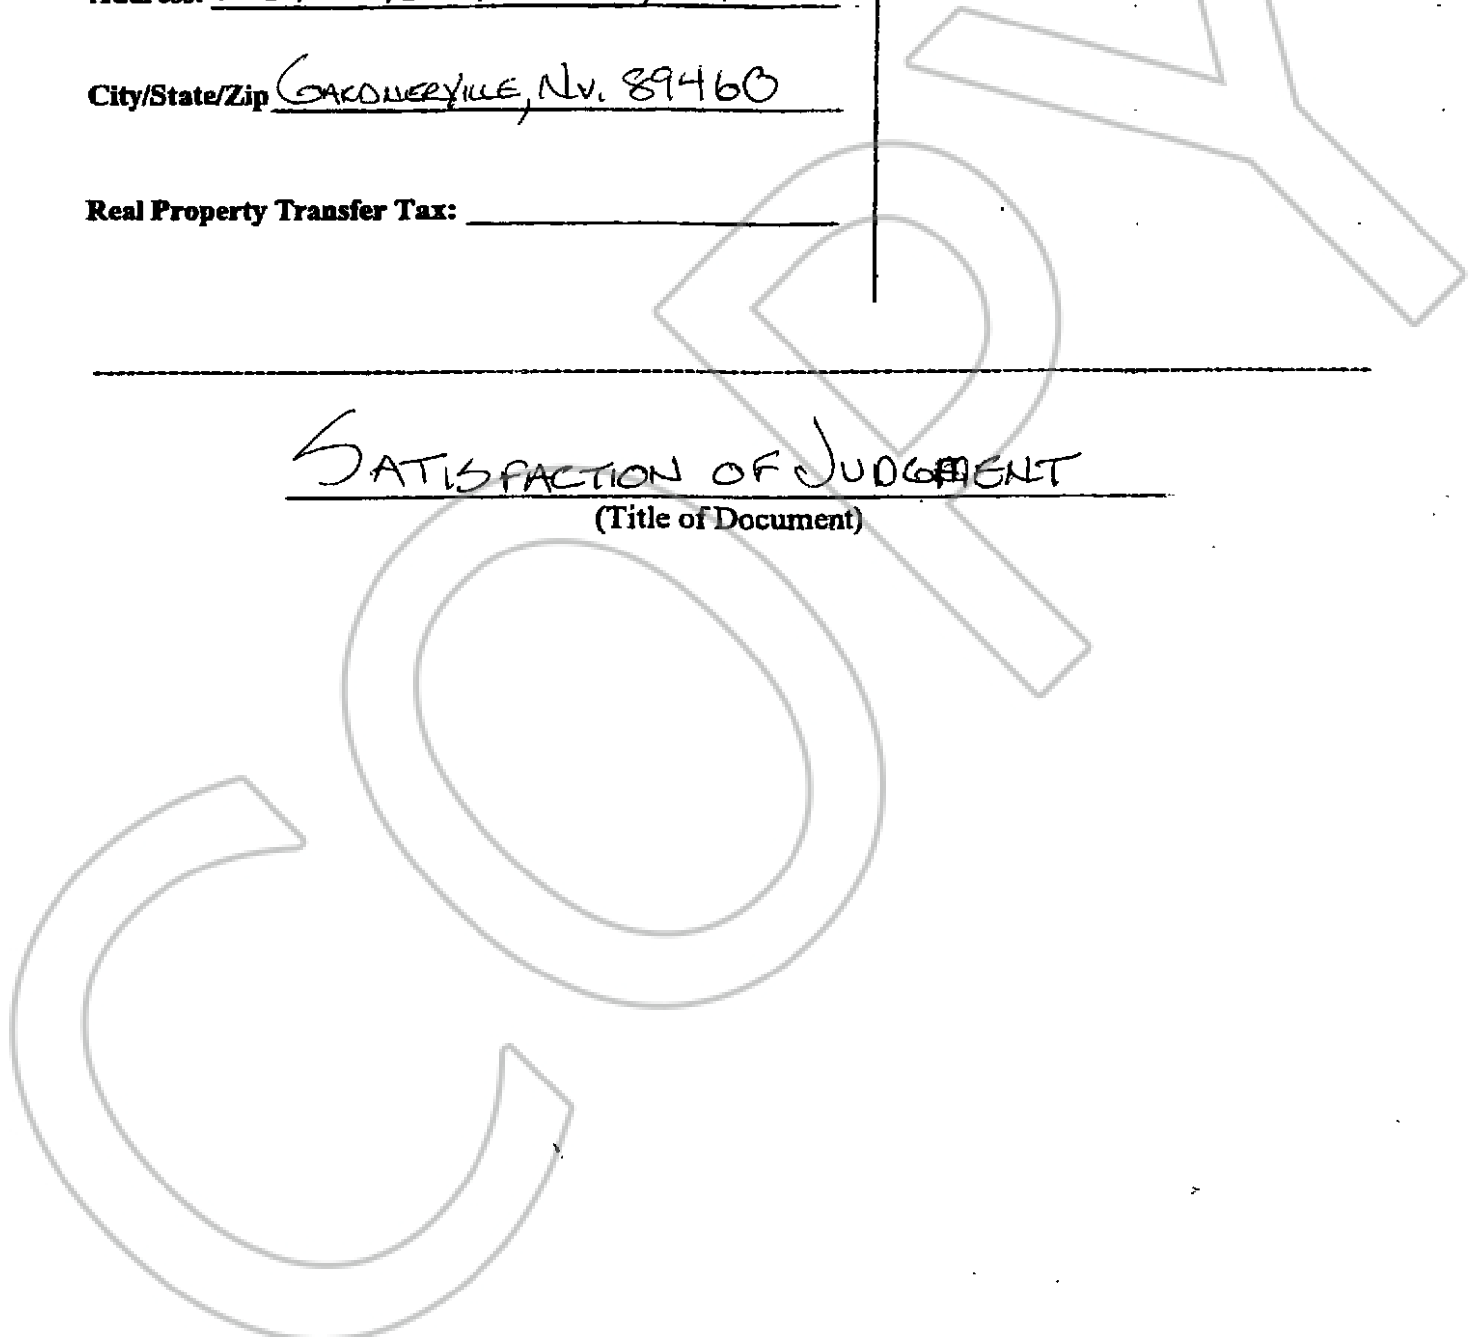 City/State/Zip GARDNERVILLE, NV. 89460
Real Property Transfer Tax:
SATISFACTION OF JUDGMENT
(Title of Document)
COPY